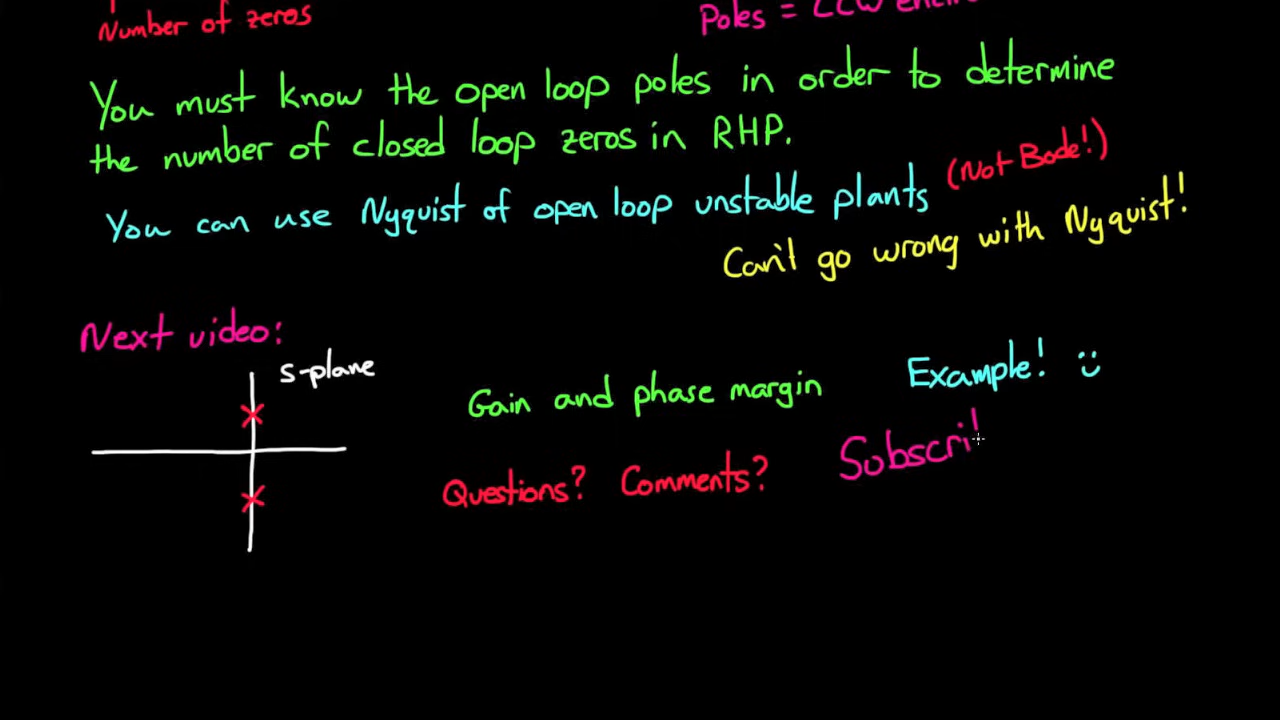 Number of zeros
Poles = CCW
You must know the open loop poles in order to determine
the number of closed loop zeros in RHP.
You can use Nyquist of open loop unstable plants (Not Bode!)
Can't go wrong with Nyquist!
Next video:
s-plane
Gain and phase margin
Example! :)
Questions? Comments?
Subscri